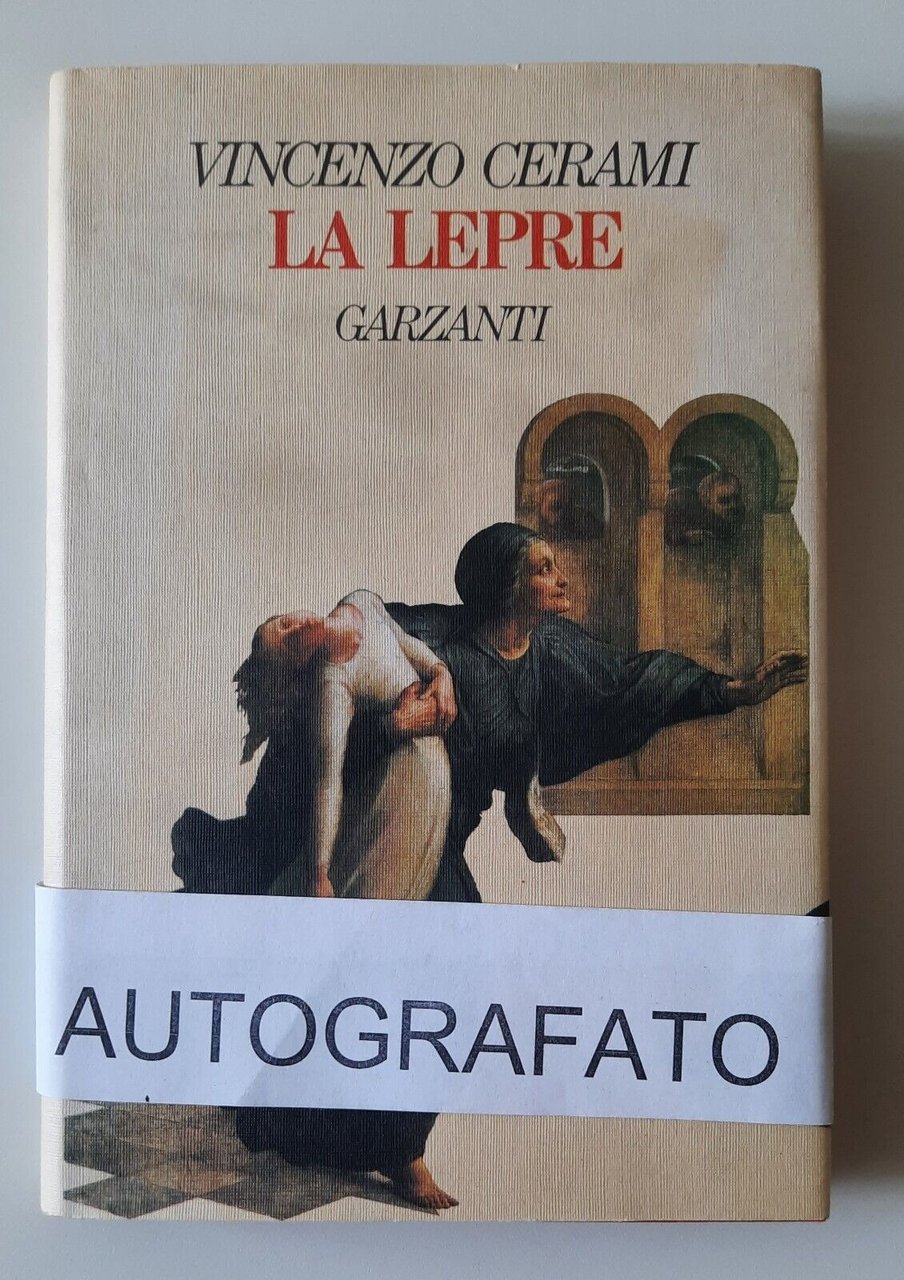 VINCENZO CERAMI
LA LEPRE
GARZANTI
AUTOGRAFATO